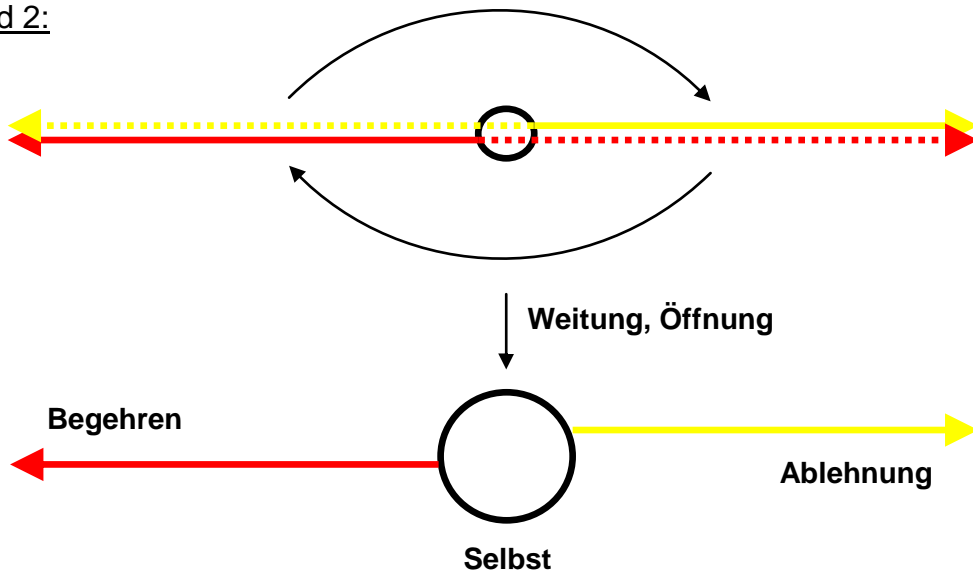 d 2:
Weitung, Öffnung
Begehren
Ablehnung
Selbst